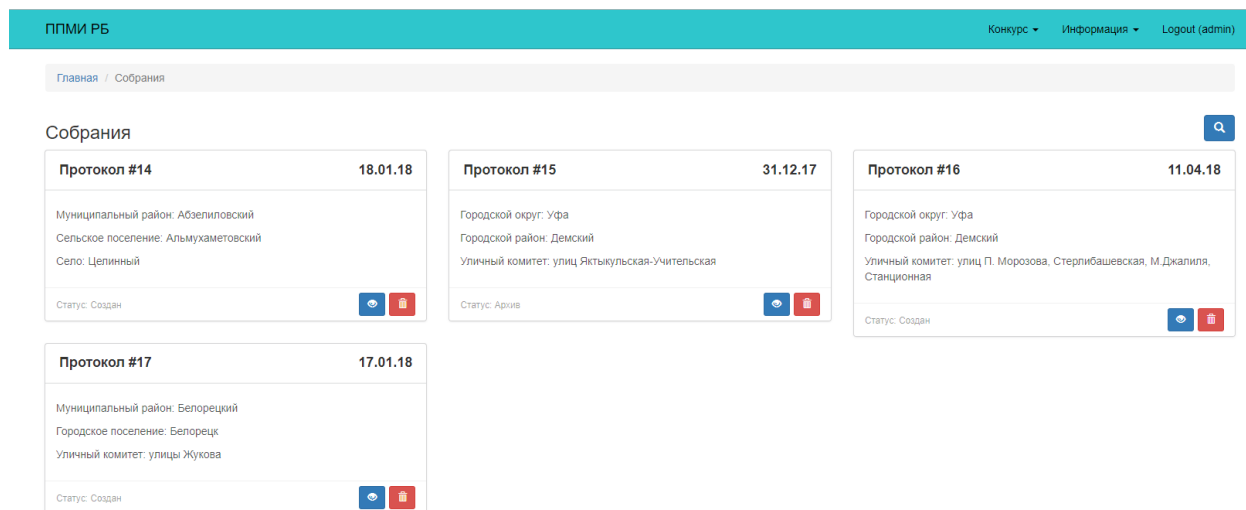 ППМИ РБ
Конкурс Информация Logout (admin)
Главная / Собрания
Собрания
Протокол #14 18.01.18
Муниципальный район: Абзелиловский
Сельское поселение: Альмухаметовский
Село: Целинный
Статус: Создан
Протокол #15 31.12.17
Городской округ: Уфа
Городской район: Демский
Уличный комитет: улиц Яктыкульская-Учительская
Статус: Архив
Протокол #16 11.04.18
Городской округ: Уфа
Городской район: Демский
Уличный комитет: улиц П. Морозова, Стерлибашевская, М.Джалиля,
Станционная
Статус: Создан
Протокол #17 17.01.18
Муниципальный район: Белорецкий
Городское поселение: Белорецк
Уличный комитет: улицы Жукова
Статус: Создан